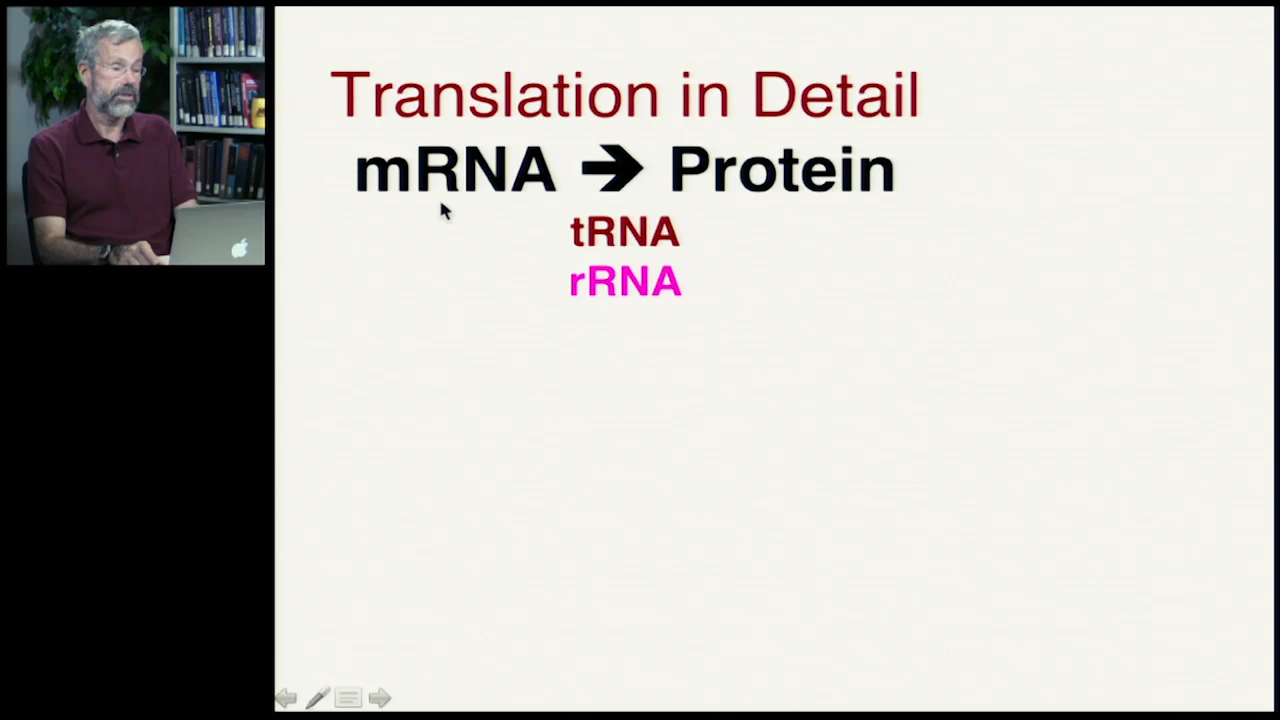 Translation in Detail
mRNA → Protein
tRNA
rRNA